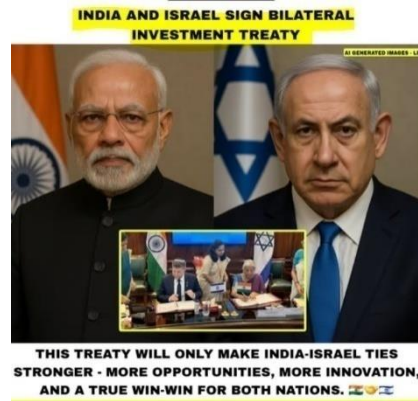 INDIA AND ISRAEL SIGN BILATERAL
INVESTMENT TREATY
AI GENERATED IMAGES - LI
THIS TREATY WILL ONLY MAKE INDIA-ISRAEL TIES
STRONGER - MORE OPPORTUNITIES, MORE INNOVATION,
AND A TRUE WIN-WIN FOR BOTH NATIONS. 🇮🇳🤝🇮🇱